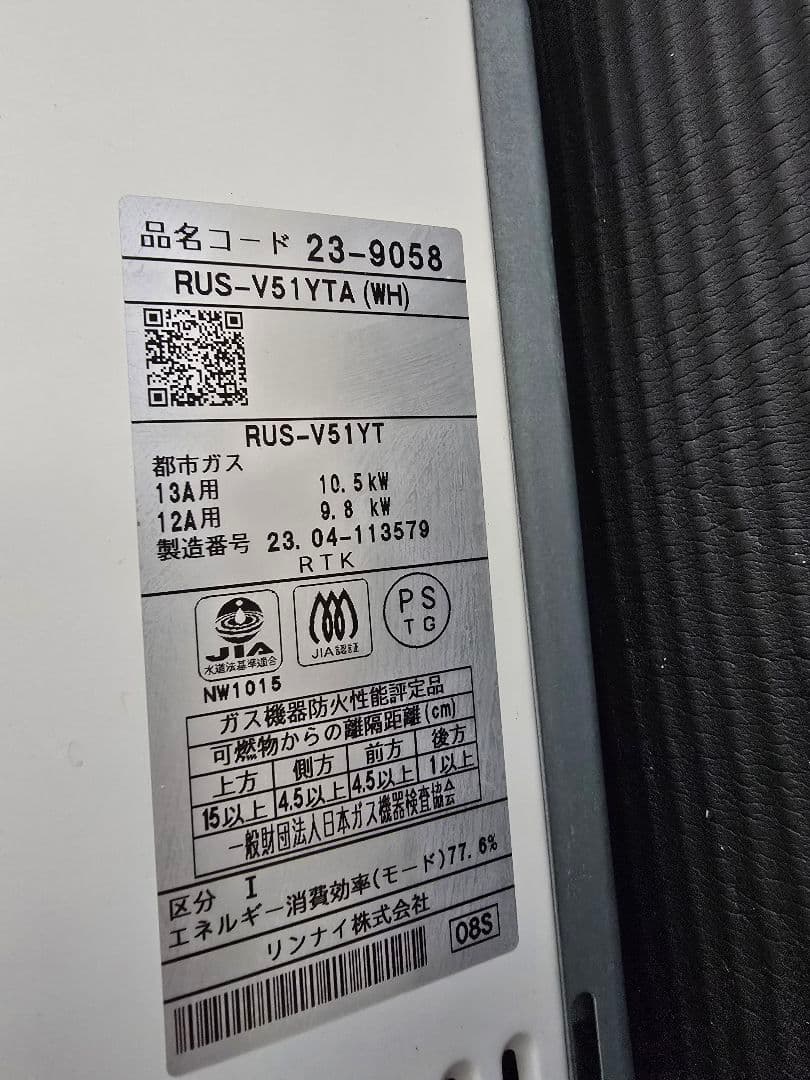 品名コード 23-9058
RUS-V51YTA(WH)
RUS-V51YT
都市ガス
13A用 10.5kW
12A用 9.8 kW
製造番号 23.04-113579
RTK
JIA
水道法基準適合
JIA認証
PS
TG
NW1015
ガス機器防火性能評定品
可燃物からの離隔距離(cm)
上方 側方 前方 後方
15以上 4.5以上 4.5以上 1以上
一般財団法人日本ガス機器検査協会
区分 I
エネルギー消費効率(モード)77.6%
リンナイ株式会社 08S